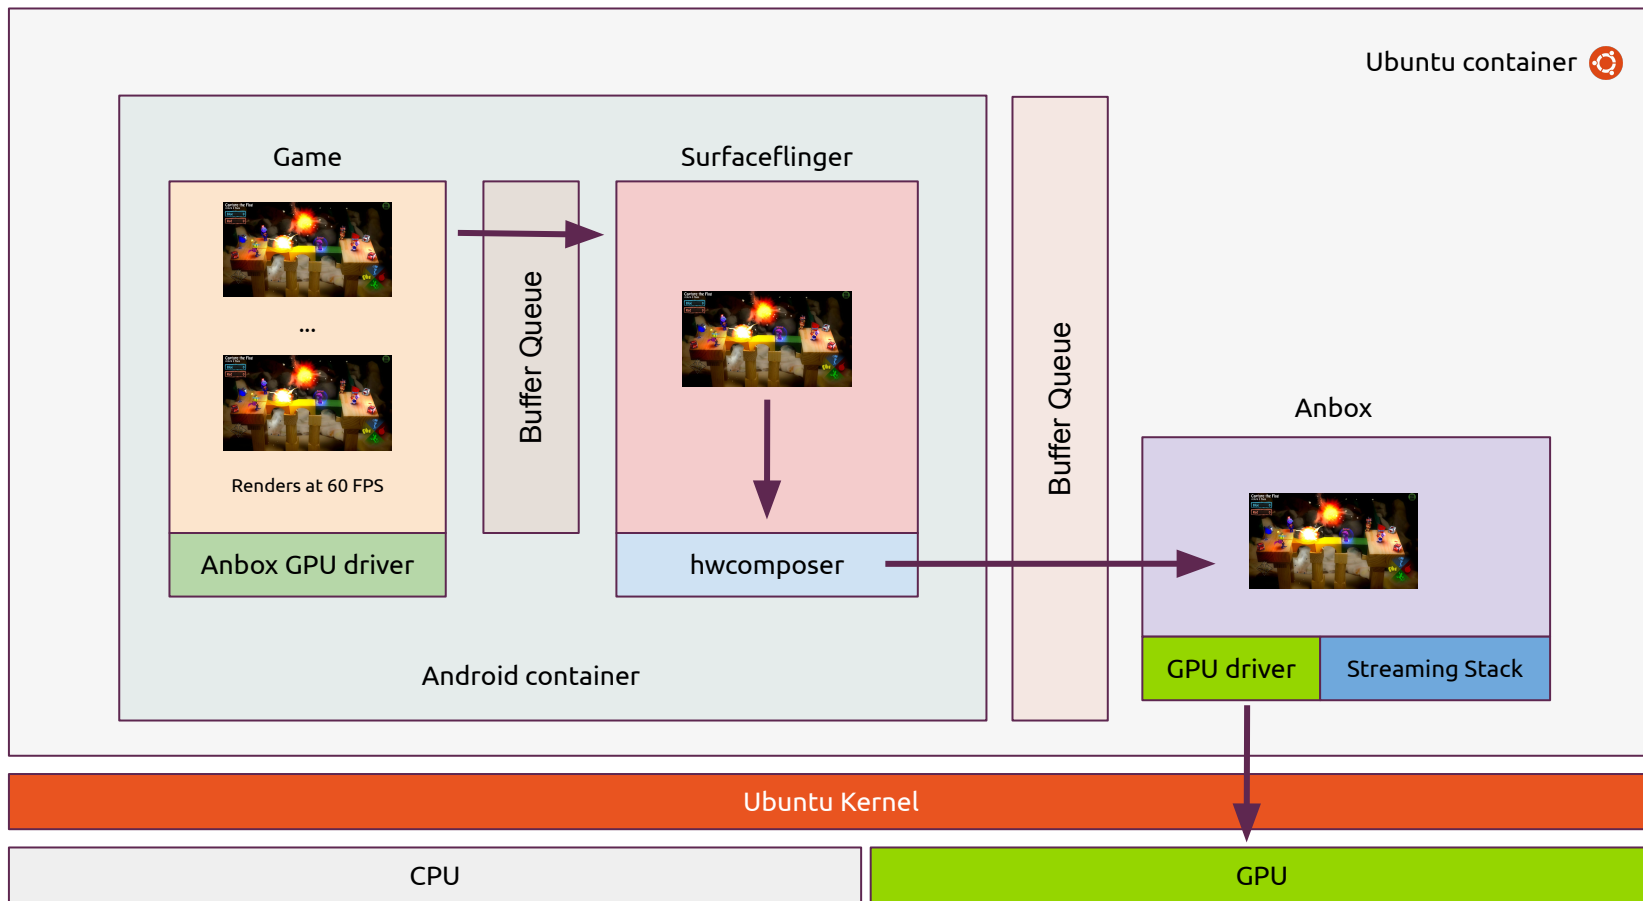 Ubuntu container
Game
Surfaceflinger
...
Renders at 60 FPS
Anbox GPU driver
Buffer Queue
hwcomposer
Android container
Buffer Queue
Anbox
GPU driver
Streaming Stack
Ubuntu Kernel
CPU
GPU